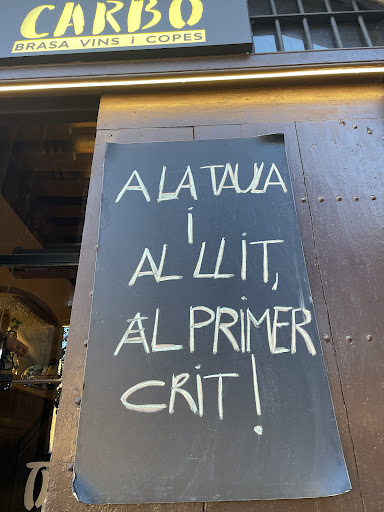 CARBÓ
BRASA VINS i COPES
A LA TAULA
i
AL LLIT,
AL PRIMER
CRIT!